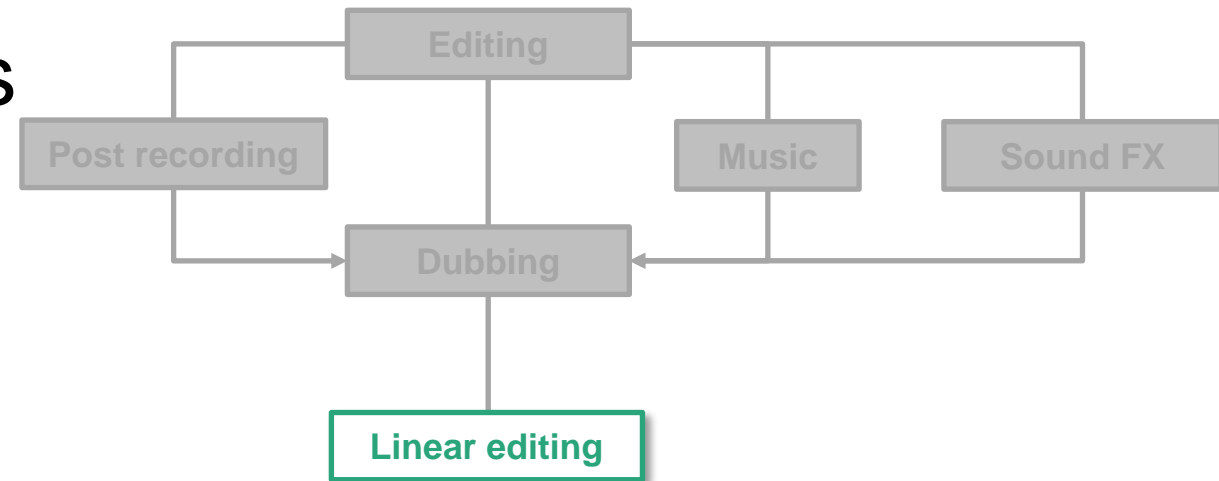 Editing
s
Post recording
Music
Sound FX
Dubbing
Linear editing